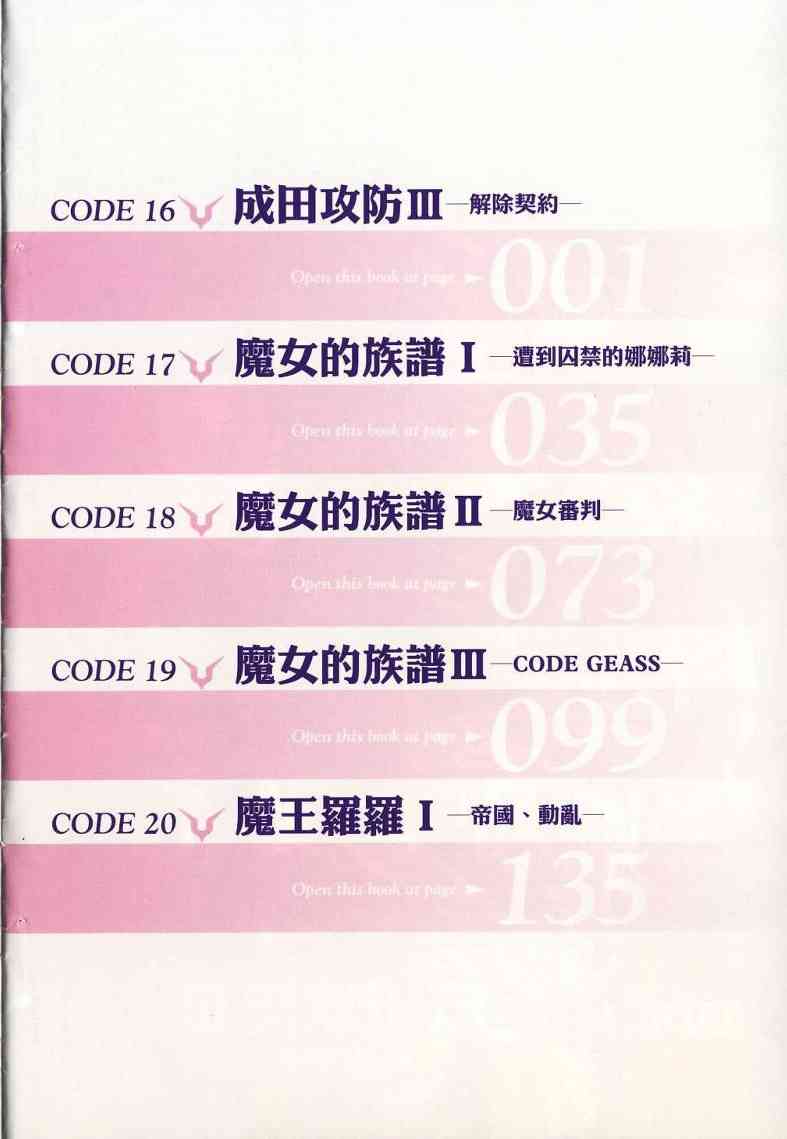 CODE 16 成田攻防Ⅲ―解除契約―
Open this book at page ► 001
CODE 17 魔女的族譜Ⅰ―遭到囚禁的娜娜莉―
Open this book at page ► 035
CODE 18 魔女的族譜Ⅱ―魔女審判―
Open this book at page ► 073
CODE 19 魔女的族譜Ⅲ―CODE GEASS―
Open this book at page ► 099
CODE 20 魔王羅羅Ⅰ―帝國、動亂―
Open this book at page ► 135